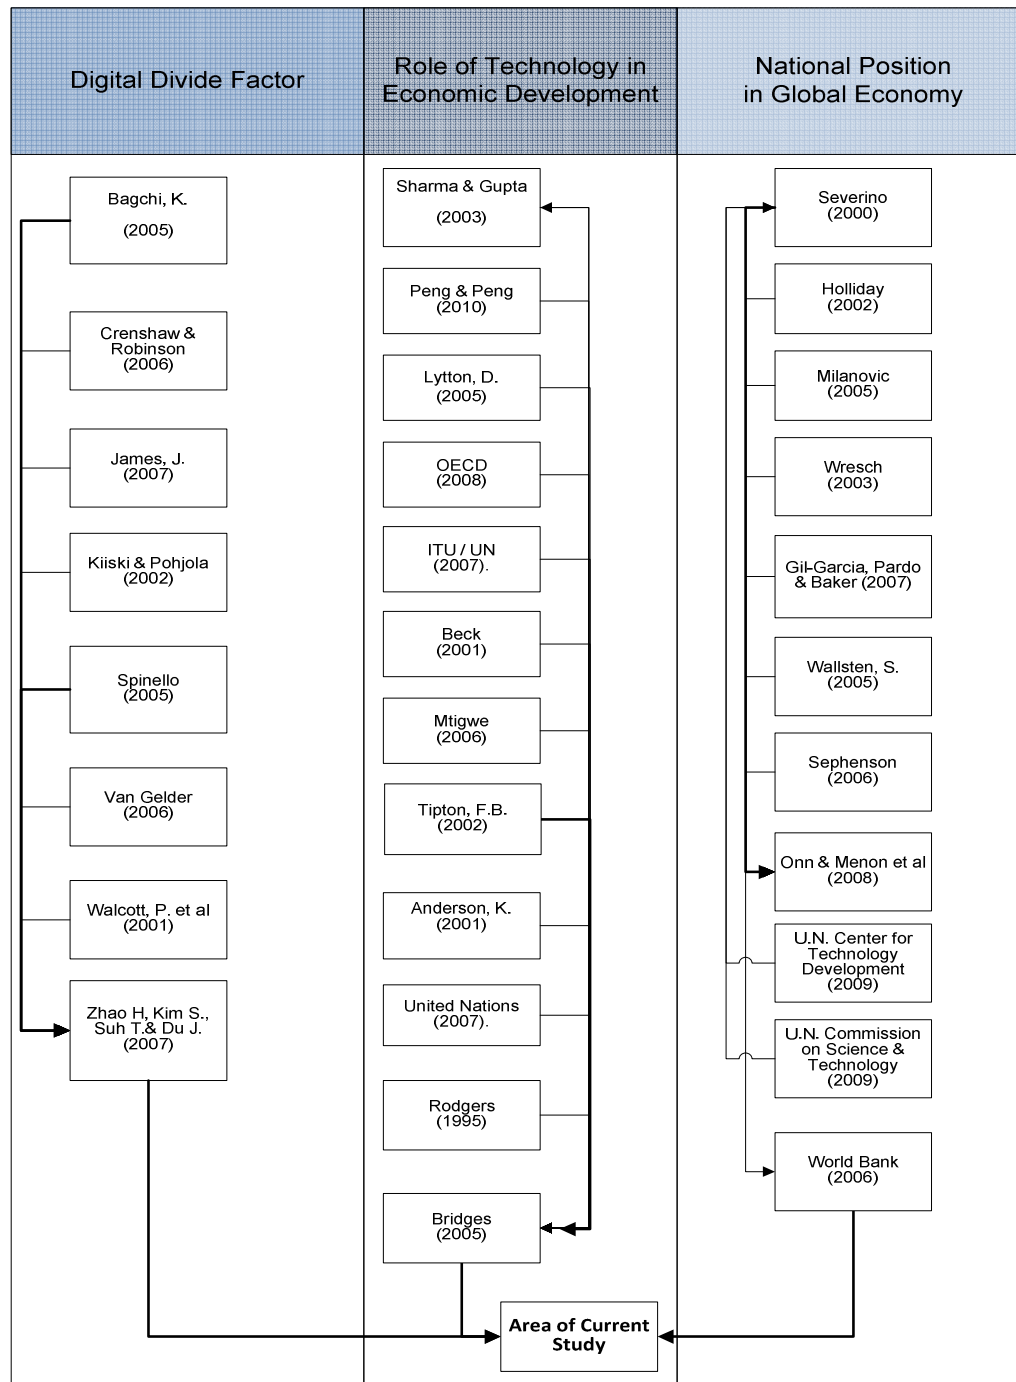 Digital Divide Factor
Role of Technology in
Economic Development
National Position
in Global Economy
Bagchi, K.
(2005)
Crenshaw &
Robinson
(2006)
James, J.
(2007)
Kiiski & Pohjola
(2002)
Spinello
(2005)
Van Gelder
(2006)
Walcott, P. et al
(2001)
Zhao H, Kim S.,
Suh T.& Du J.
(2007)
Sharma & Gupta
(2003)
Peng & Peng
(2010)
Lytton, D.
(2005)
OECD
(2008)
ITU / UN
(2007).
Beck
(2001)
Mtigwe
(2006)
Tipton, F.B.
(2002)
Anderson, K.
(2001)
United Nations
(2007).
Rodgers
(1995)
Bridges
(2005)
Severino
(2000)
Holliday
(2002)
Milanovic
(2005)
Wresch
(2003)
Gil-Garcia, Pardo
& Baker (2007)
Wallsten, S.
(2005)
Sephenson
(2006)
Onn & Menon et al
(2008)
U.N. Center for
Technology
Development
(2009)
U.N. Commission
on Science &
Technology
(2009)
World Bank
(2006)
Area of Current
Study